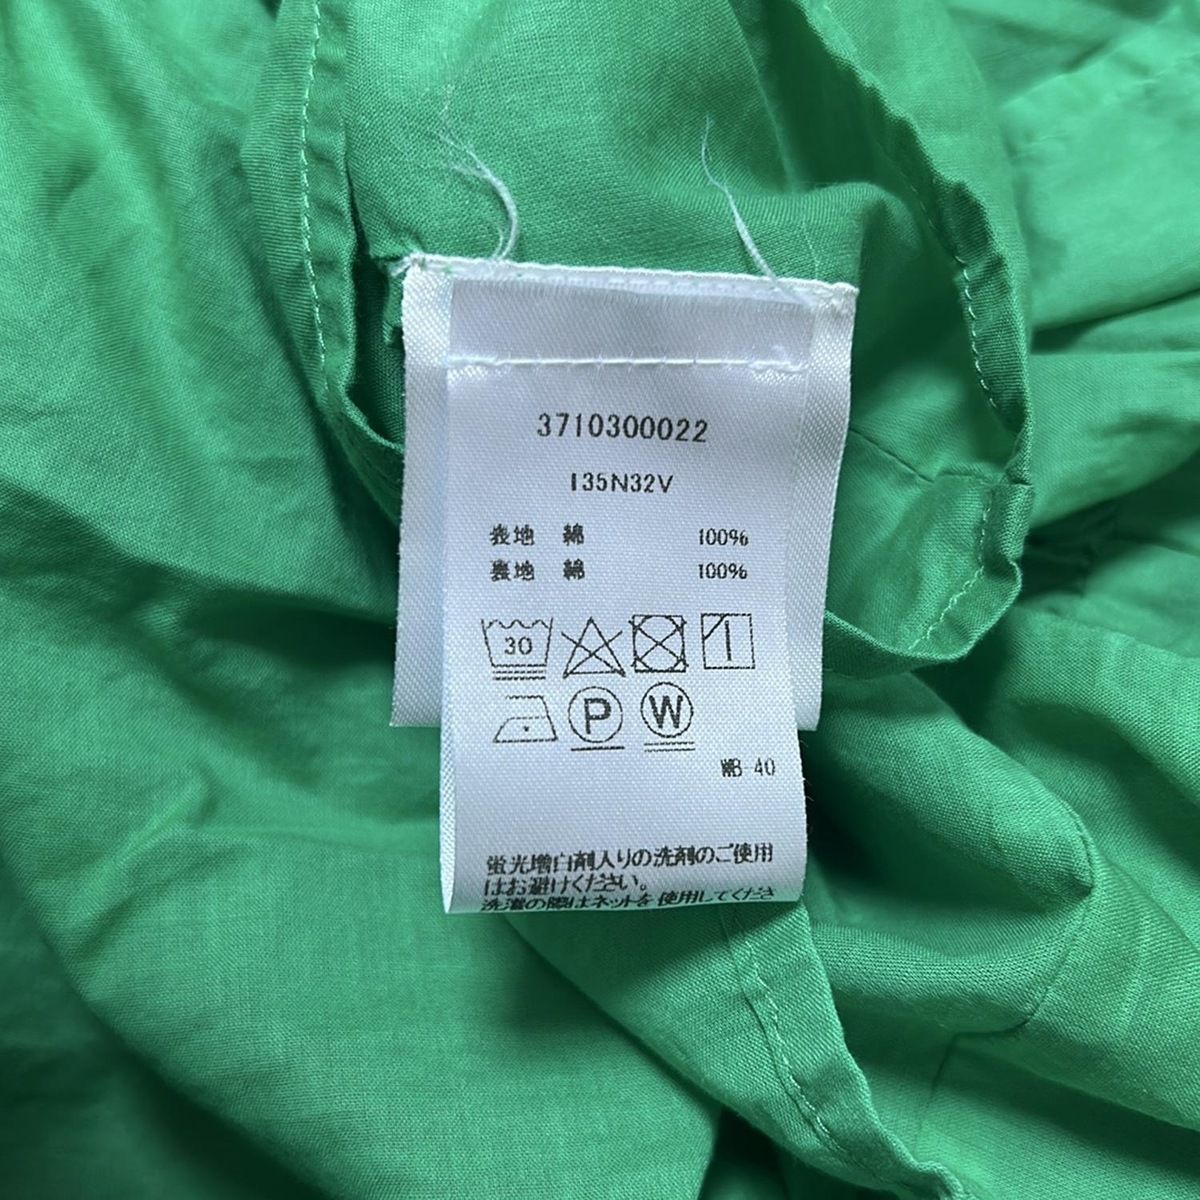 3710300022
I35N32V
表地 綿 100%
裏地 綿 100%
30
P W
WB-40
蛍光増白剤入りの洗剤のご使用
はお避けください。
洗濯の際はネットを使用してくださ